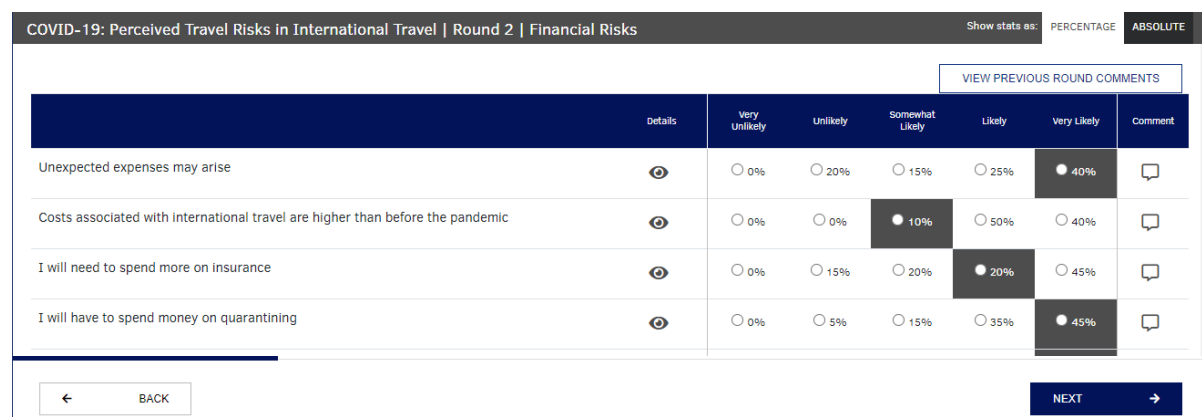 COVID-19: Perceived Travel Risks in International Travel | Round 2 | Financial Risks
Show stats as: PERCENTAGE ABSOLUTE
VIEW PREVIOUS ROUND COMMENTS
Details Very Unlikely Unlikely Somewhat Likely Likely Very Likely Comment
Unexpected expenses may arise 0% 20% 15% 25% 40%
Costs associated with international travel are higher than before the pandemic 0% 0% 10% 50% 40%
I will need to spend more on insurance 0% 15% 20% 20% 45%
I will have to spend money on quarantining 0% 5% 15% 35% 45%
BACK NEXT